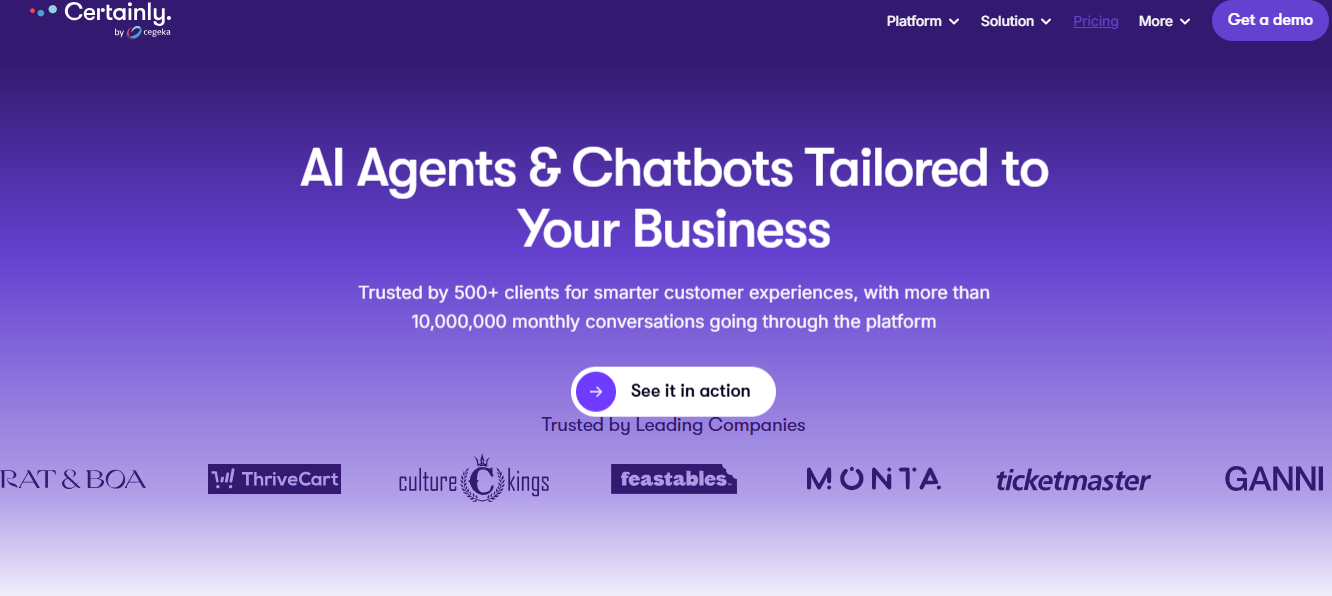 Certainly.
by cegeka
Platform
Solution
Pricing
More
Get a demo
AI Agents & Chatbots Tailored to
Your Business
Trusted by 500+ clients for smarter customer experiences, with more than
10,000,000 monthly conversations going through the platform
See it in action
Trusted by Leading Companies
RAT & BOA
ThriveCart
culture C kings
feastables
MONTA
ticketmaster
GANNI